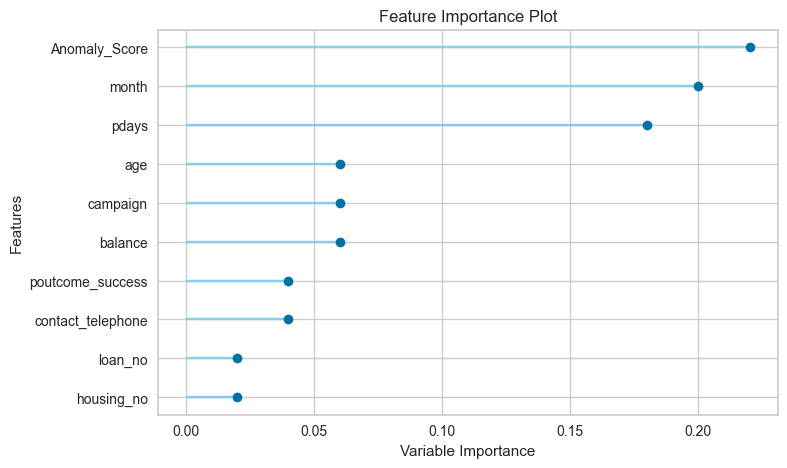 Feature Importance Plot
Features
Anomaly_Score
month
pdays
age
campaign
balance
poutcome_success
contact_telephone
loan_no
housing_no
0.00 0.05 0.10 0.15 0.20
Variable Importance